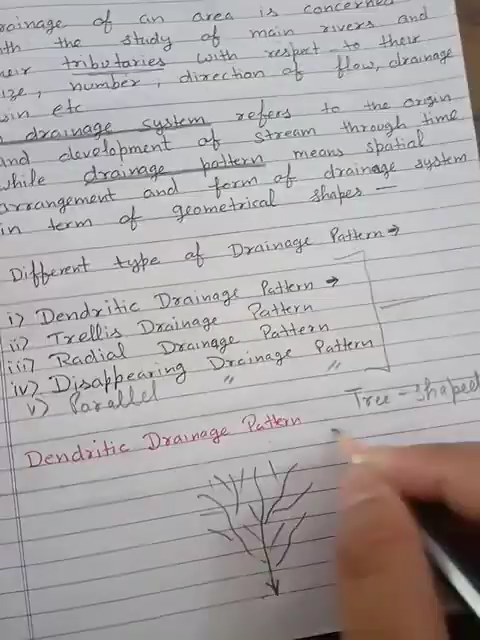 rainage of an area is concerned
th the study of main rivers and
eir tributaries with respect to their
ize, number, direction of flow, drainage
sin etc
drainage system refers to the origin
and development of stream through time
while drainage pattern means spatial
arrangement and form of drainage system
in term of geometrical shapes —
Different type of Drainage Pattern →
i) Dendritic Drainage Pattern →
ii) Trellis Drainage Pattern
iii) Radial Drainage Pattern
iv) Disappearing Drainage Pattern
v) Parallel " "
Tree-shaped
Dendritic Drainage Pattern